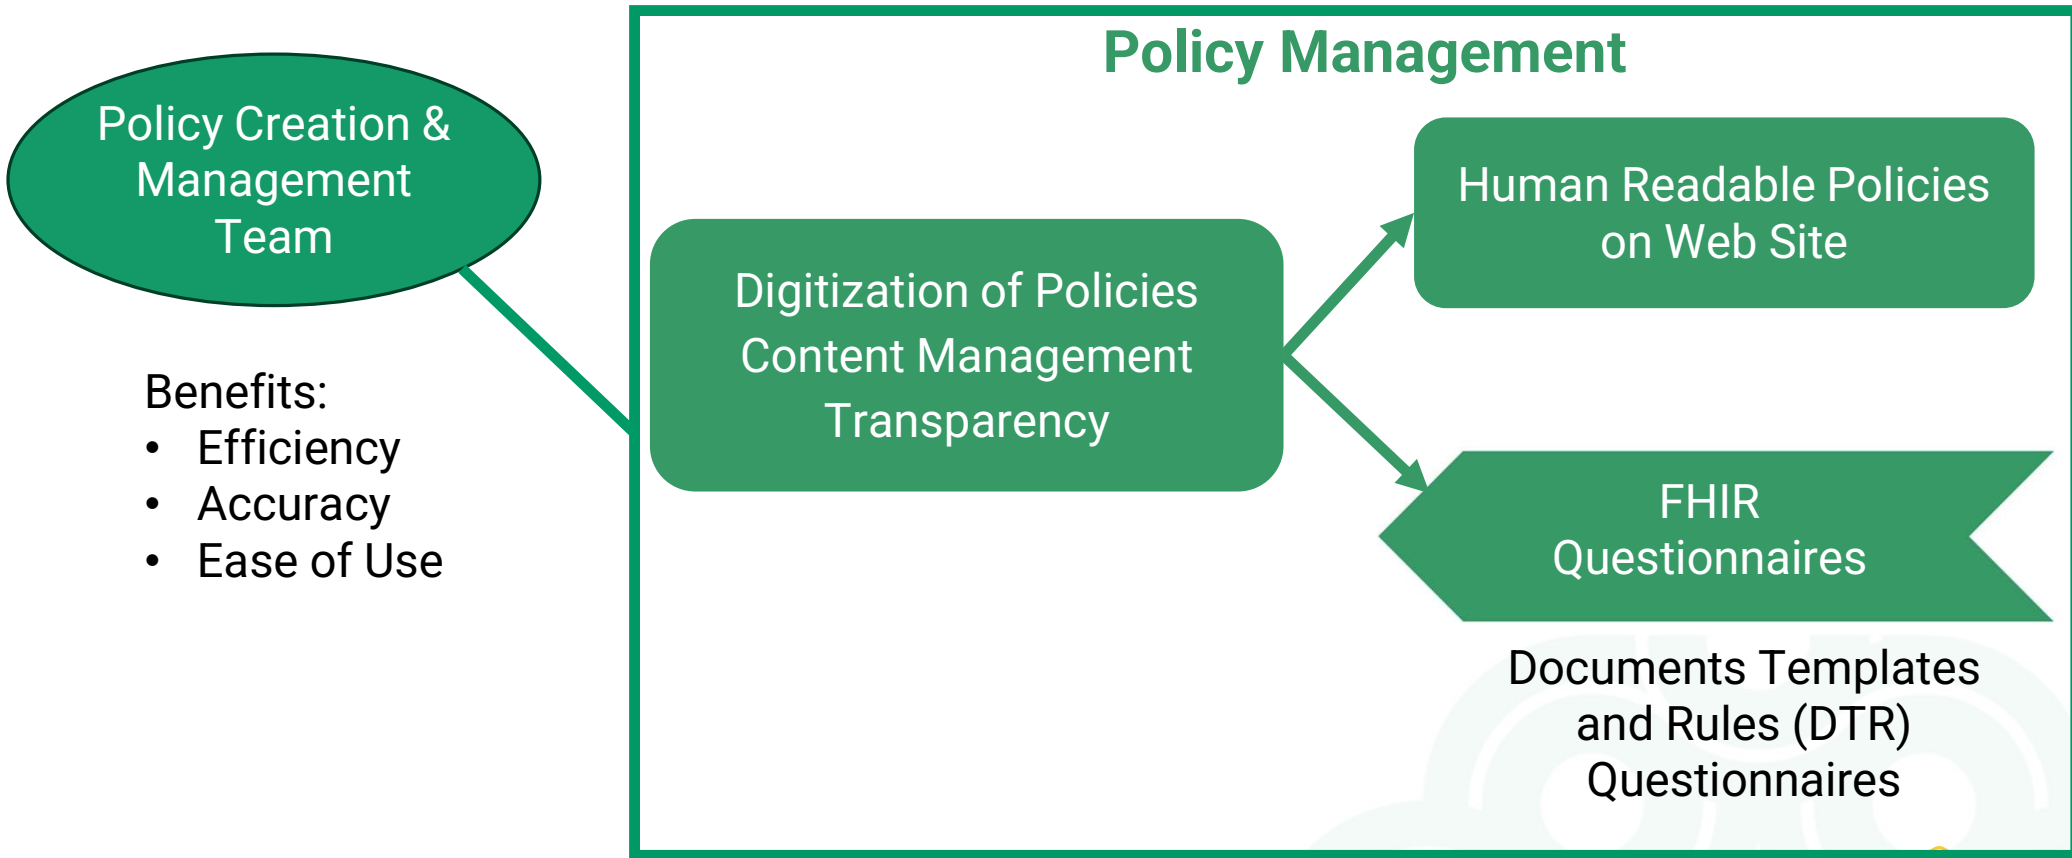 Policy Management
Policy Creation &
Management
Team
Benefits:
• Efficiency
• Accuracy
• Ease of Use
Digitization of Policies
Content Management
Transparency
Human Readable Policies
on Web Site
FHIR
Questionnaires
Documents Templates
and Rules (DTR)
Questionnaires